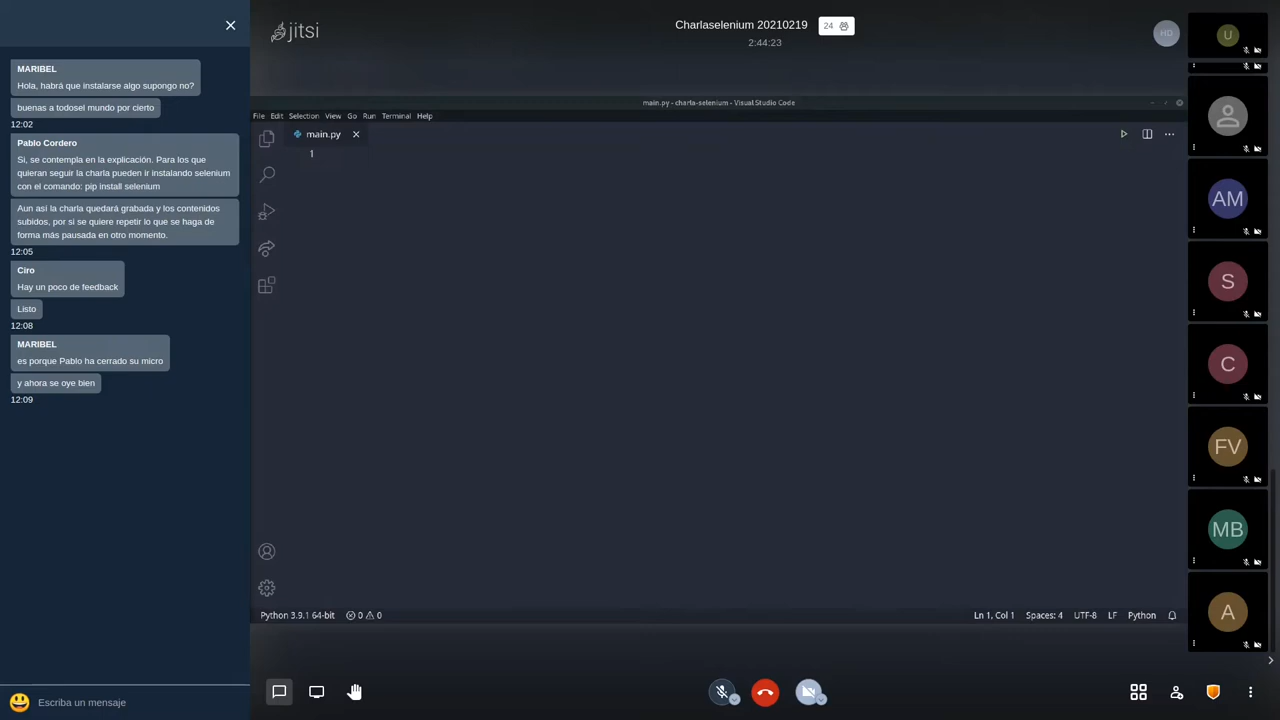 MARIBEL
Hola, habrá que instalarse algo supongo no?
buenas a todosel mundo por cierto
12:02
Pablo Cordero
Si, se contempla en la explicación. Para los que
quieran seguir la charla pueden ir instalando selenium
con el comando: pip install selenium
Aun así la charla quedará grabada y los contenidos
subidos, por si se quiere repetir lo que se haga de
forma más pausada en otro momento.
12:05
Ciro
Hay un poco de feedback
Listo
12:08
MARIBEL
es porque Pablo ha cerrado su micro
y ahora se oye bien
12:09
Escriba un mensaje
jitsi
Charlaselenium 20210219
24
2:44:23
HD
main.py - charla-selenium - Visual Studio Code
File Edit Selection View Go Run Terminal Help
main.py
1
Python 3.9.1 64-bit
0
0
Ln 1, Col 1
Spaces: 4
UTF-8
LF
Python
U
AM
S
C
FV
MB
A